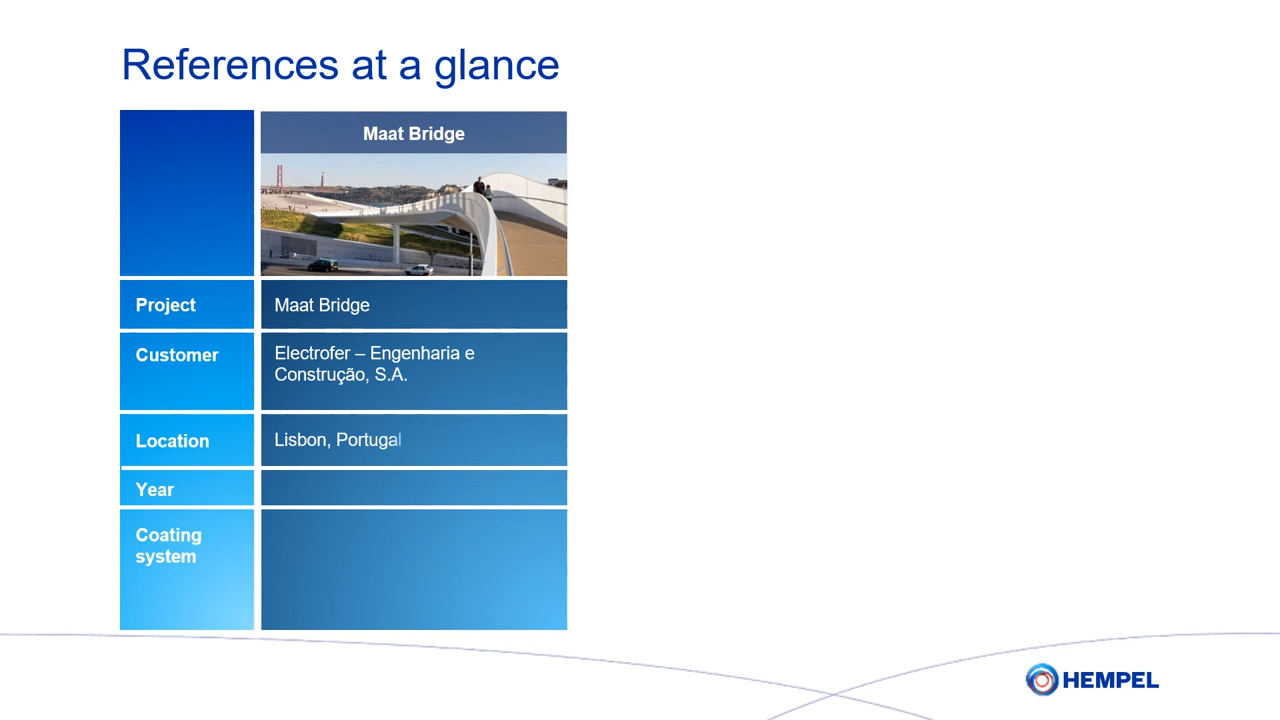 References at a glance
Maat Bridge
Project
Maat Bridge
Customer
Electrofer – Engenharia e
Construção, S.A.
Location
Lisbon, Portugal
Year
Coating
system
HEMPEL